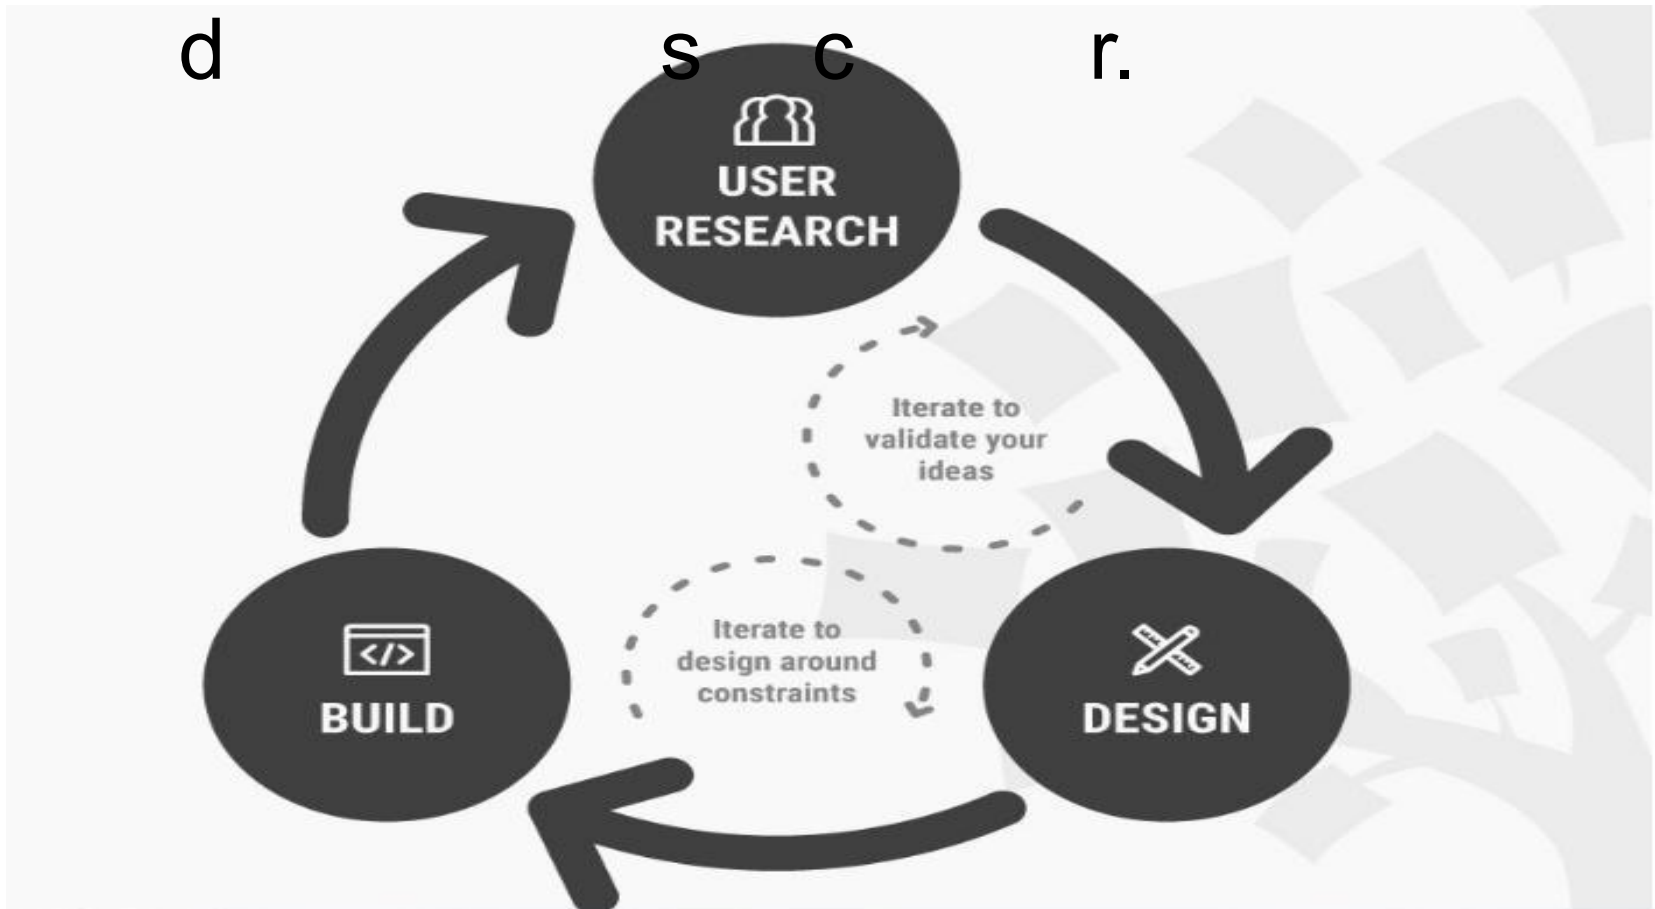 d s c r.
USER
RESEARCH
Iterate to
validate your
ideas
Iterate to
design around
constraints
</>
BUILD
DESIGN